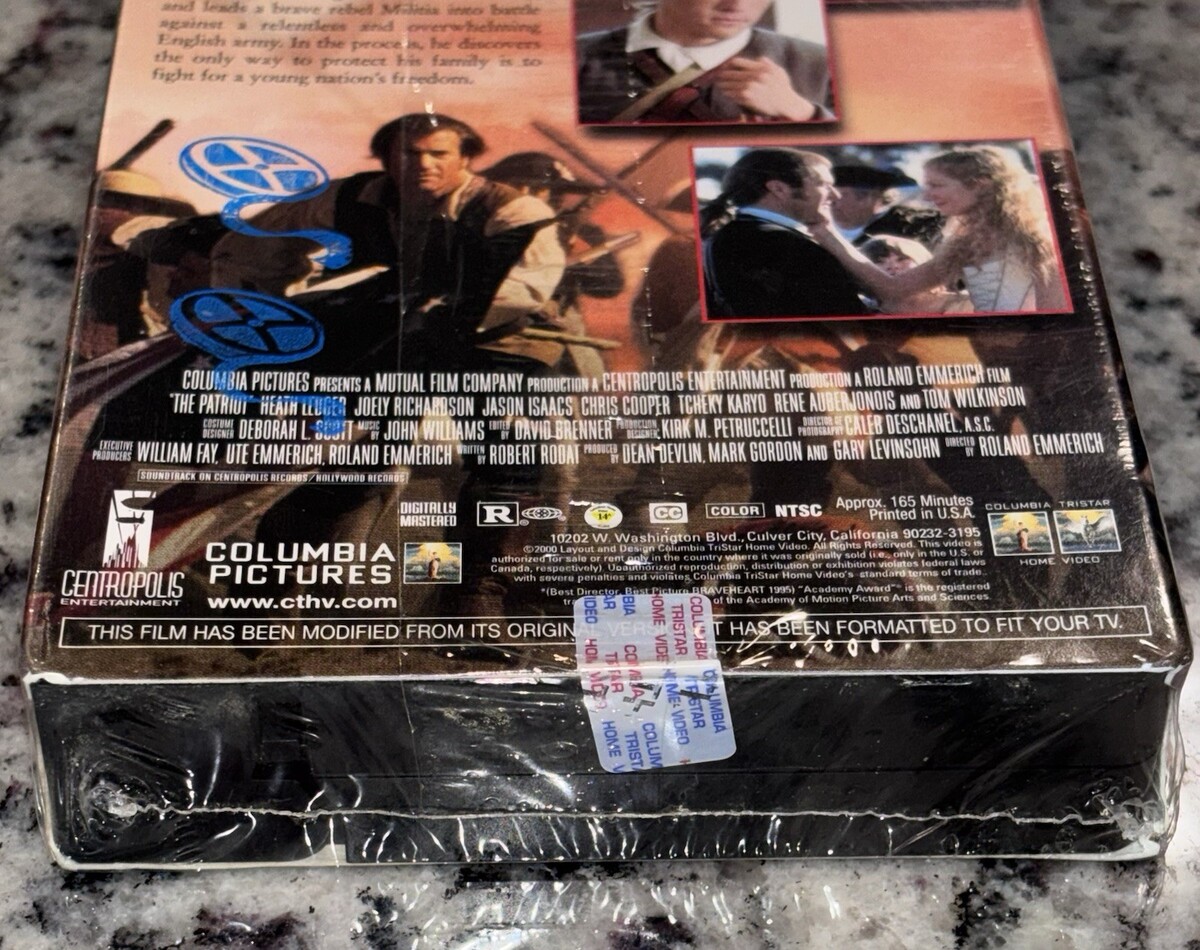 and leads a brave rebel Militia into battle
against a relentless and overwhelming
English army. In the process, he discovers
the only way to protect his family is to
fight for a young nation's freedom.
COLUMBIA PICTURES PRESENTS A MUTUAL FILM COMPANY PRODUCTION A CENTROPOLIS ENTERTAINMENT PRODUCTION A ROLAND EMMERICH FILM
"THE PATRIOT" HEATH LEDGER JOELY RICHARDSON JASON ISAACS CHRIS COOPER TCHEKY KARYO RENE AUBERJONOIS AND TOM WILKINSON
COSTUME DESIGNER DEBORAH L. SCOTT MUSIC BY JOHN WILLIAMS EDITED BY DAVID BRENNER PRODUCTION DESIGNER KIRK M. PETRUCCELLI DIRECTOR OF PHOTOGRAPHY CALEB DESCHANEL, A.S.C.
EXECUTIVE PRODUCERS WILLIAM FAY, UTE EMMERICH, ROLAND EMMERICH WRITTEN BY ROBERT RODAT PRODUCED BY DEAN DEVLIN, MARK GORDON AND GARY LEVINSOHN DIRECTED BY ROLAND EMMERICH
SOUNDTRACK ON CENTROPOLIS RECORDS/HOLLYWOOD RECORDS
CENTROPOLIS
ENTERTAINMENT
COLUMBIA
PICTURES
www.cthv.com
DIGITALLY
MASTERED
R
14
CC
COLOR
NTSC
Approx. 165 Minutes
Printed in U.S.A.
COLUMBIA TRISTAR
HOME VIDEO
10202 W. Washington Blvd., Culver City, California 90232-3195
©2000 Layout and Design Columbia TriStar Home Video. All Rights Reserved. This video is
authorized for sale or rent only in the country where it was originally sold (i.e., only in the U.S. or
Canada, respectively). Unauthorized reproduction, distribution or exhibition violates federal laws
with severe penalties and violates Columbia TriStar Home Video's standard terms of trade.
*(Best Director, Best Picture BRAVEHEART 1995) "Academy Award" is the registered
of the Academy of Motion Picture Arts and Sciences.
THIS FILM HAS BEEN MODIFIED FROM ITS ORIGINAL VERSION. IT HAS BEEN FORMATTED TO FIT YOUR TV.
COLUMBIA
TRISTAR
HOME VIDEO